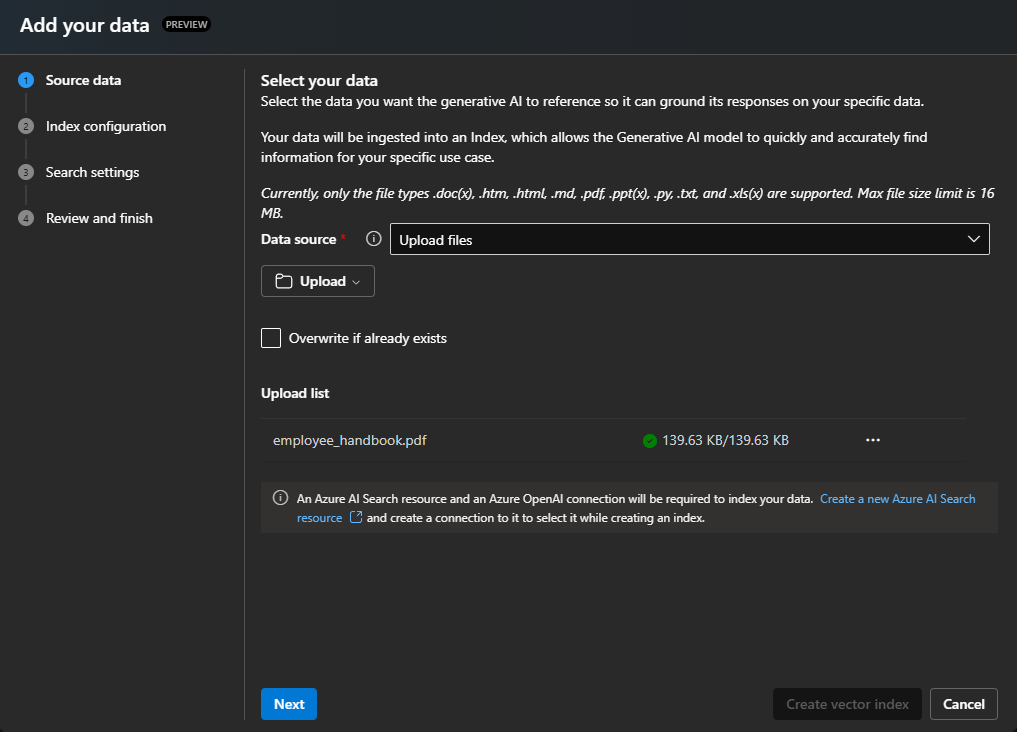 Add your data PREVIEW
1 Source data
2 Index configuration
3 Search settings
4 Review and finish
Select your data
Select the data you want the generative AI to reference so it can ground its responses on your specific data.
Your data will be ingested into an Index, which allows the Generative AI model to quickly and accurately find
information for your specific use case.
Currently, only the file types .doc(x), .htm, .html, .md, .pdf, .ppt(x), .py, .txt, and .xls(x) are supported. Max file size limit is 16
MB.
Data source * Upload files
Upload
Overwrite if already exists
Upload list
employee_handbook.pdf 139.63 KB/139.63 KB ...
An Azure AI Search resource and an Azure OpenAI connection will be required to index your data. Create a new Azure AI Search
resource and create a connection to it to select it while creating an index.
Next Create vector index Cancel